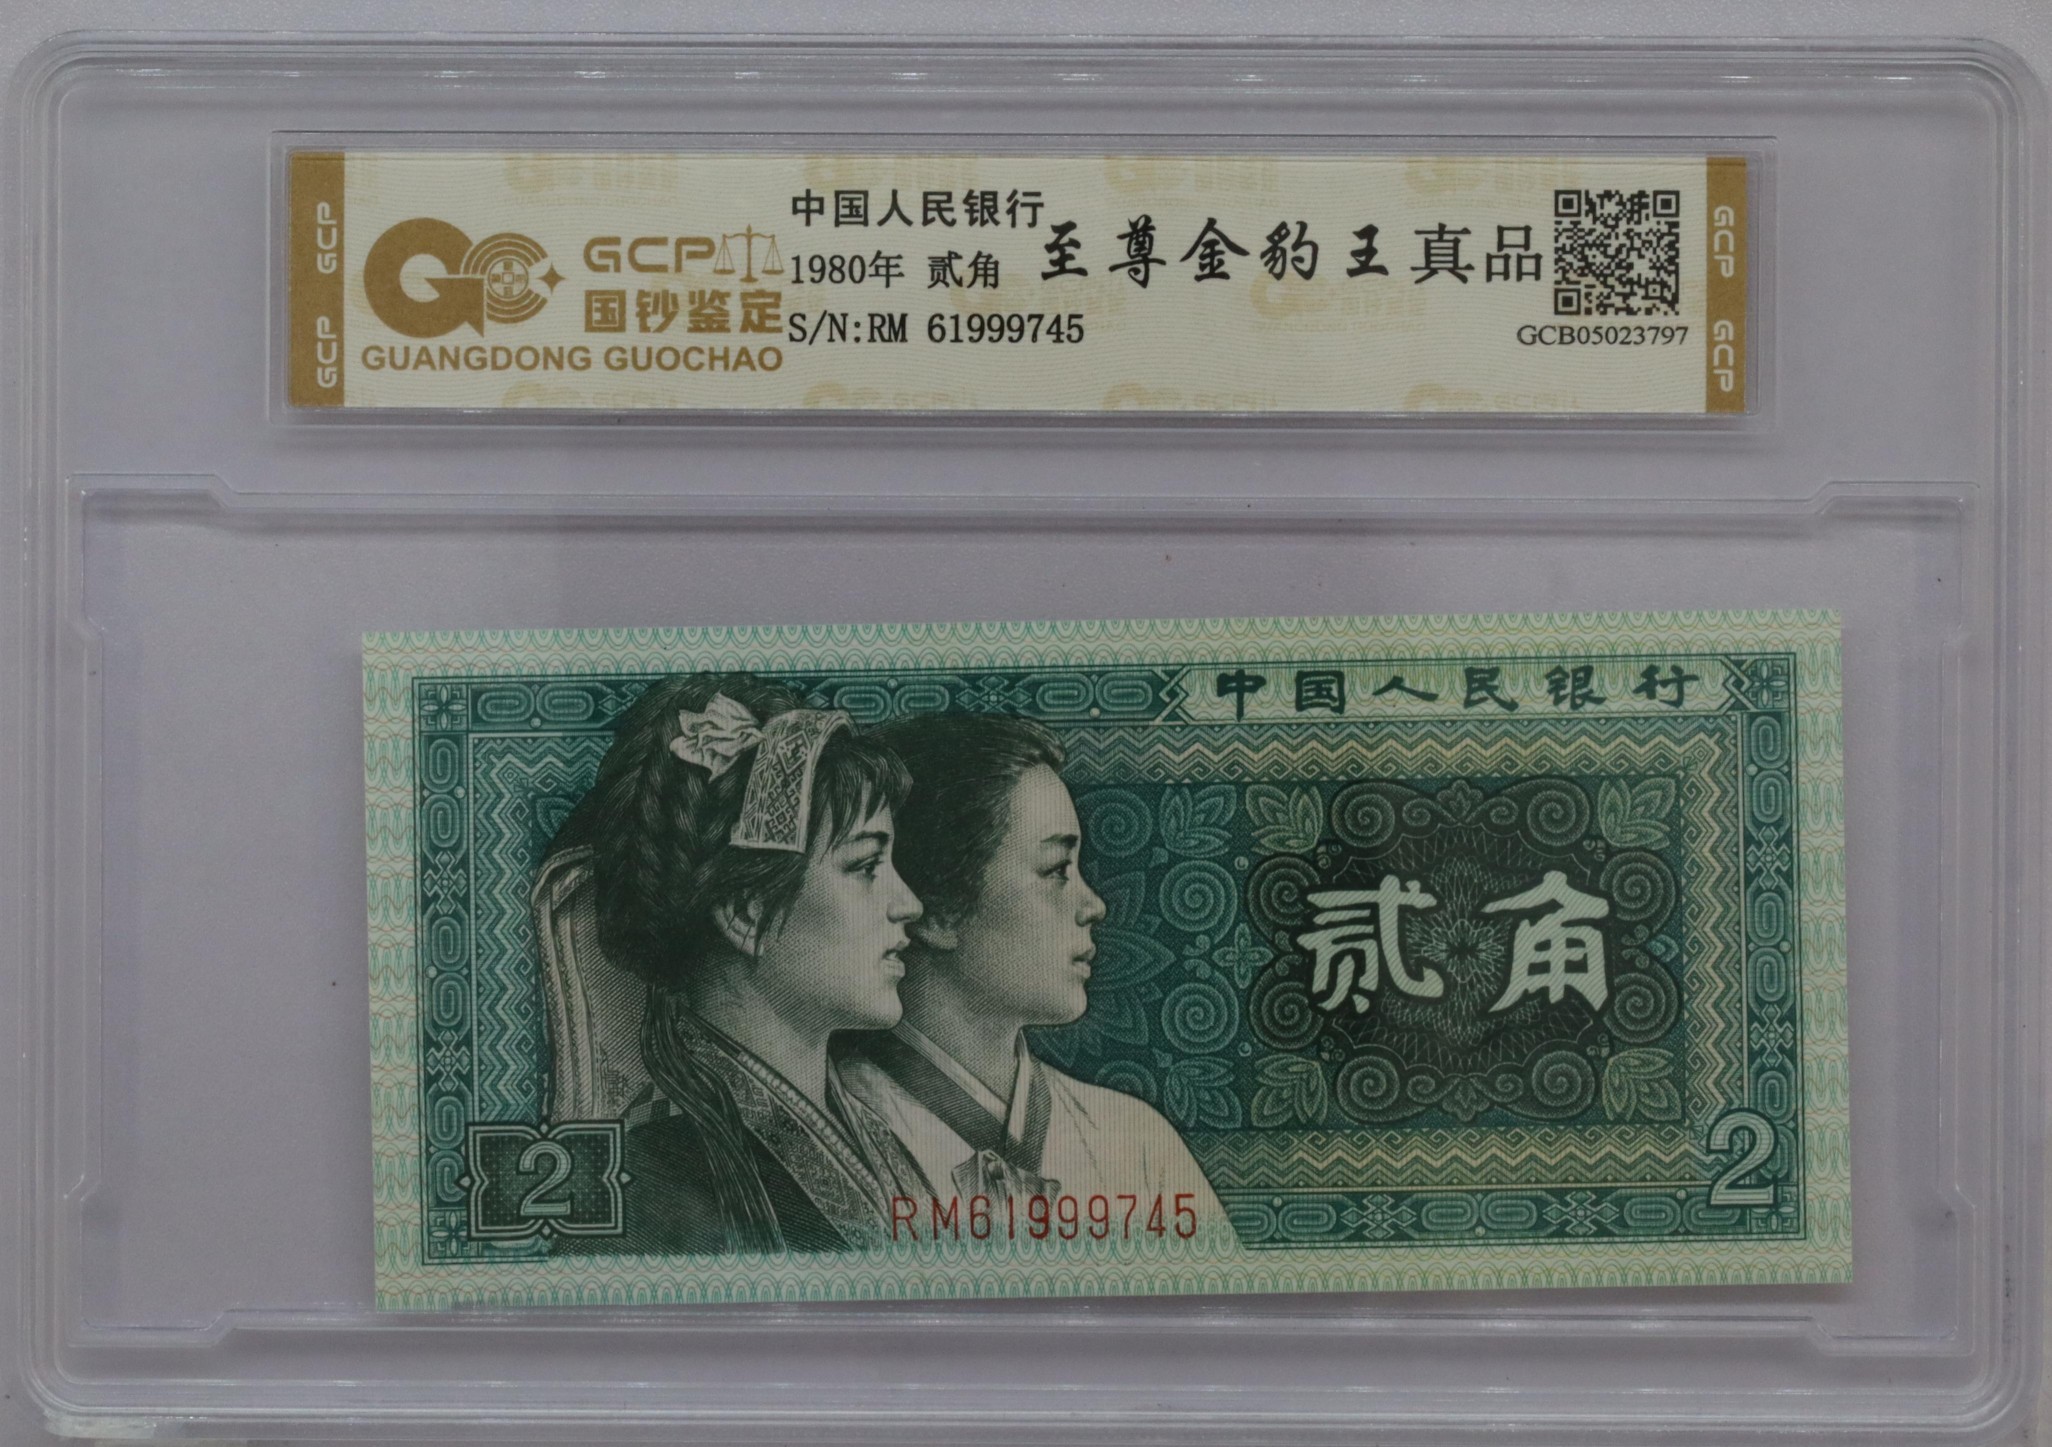 GCP GCP
GCP
国钞鉴定
GUANGDONG GUOCHAO
中国人民银行
1980年 贰角
S/N:RM 61999745
至尊金豹王真品
GCB05023797
GCP GCP
中国人民银行
贰角
2
2
RM61999745